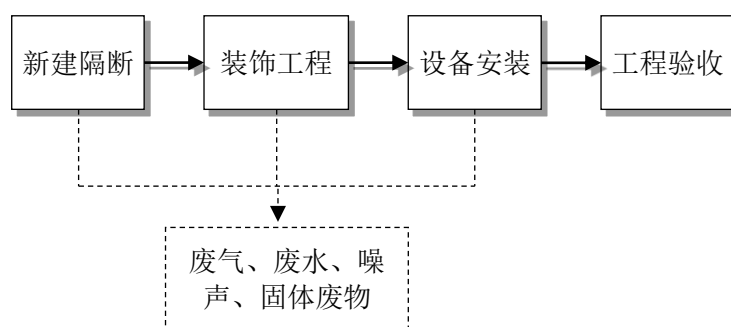 新建隔断
装饰工程
设备安装
工程验收
废气、废水、噪
声、固体废物